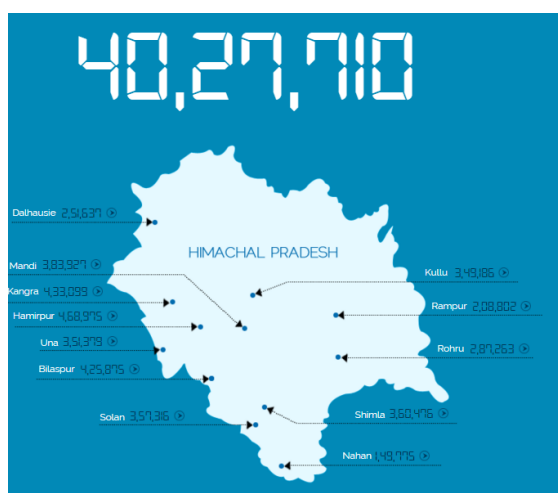 40,27,710
Dalhausie 2,51,637
HIMACHAL PRADESH
Mandi 3,83,927
Kullu 3,49,186
Kangra 4,33,099
Rampur 2,08,802
Hamirpur 4,68,975
Una 3,51,379
Rohru 2,87,263
Bilaspur 4,25,875
Solan 3,57,316
Shimla 3,60,476
Nahan 1,49,775